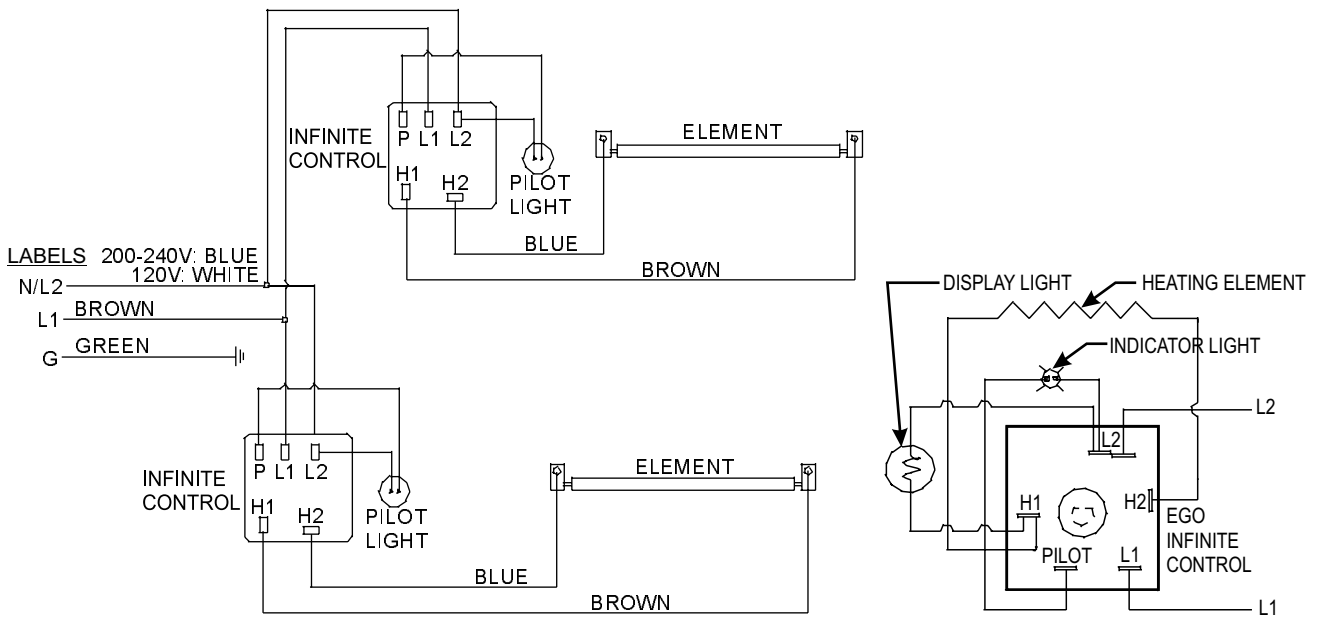 INFINITE
CONTROL
P L1 L2
H1
H2
PILOT
LIGHT
ELEMENT
BLUE
BROWN
LABELS 200-240V: BLUE
120V: WHITE
N/L2
L1 BROWN
G GREEN
INFINITE
CONTROL
P L1 L2
H1
H2
PILOT
LIGHT
ELEMENT
BLUE
BROWN
DISPLAY LIGHT
HEATING ELEMENT
INDICATOR LIGHT
L2
L2
H1
H2
EGO
INFINITE
CONTROL
PILOT
L1
L1